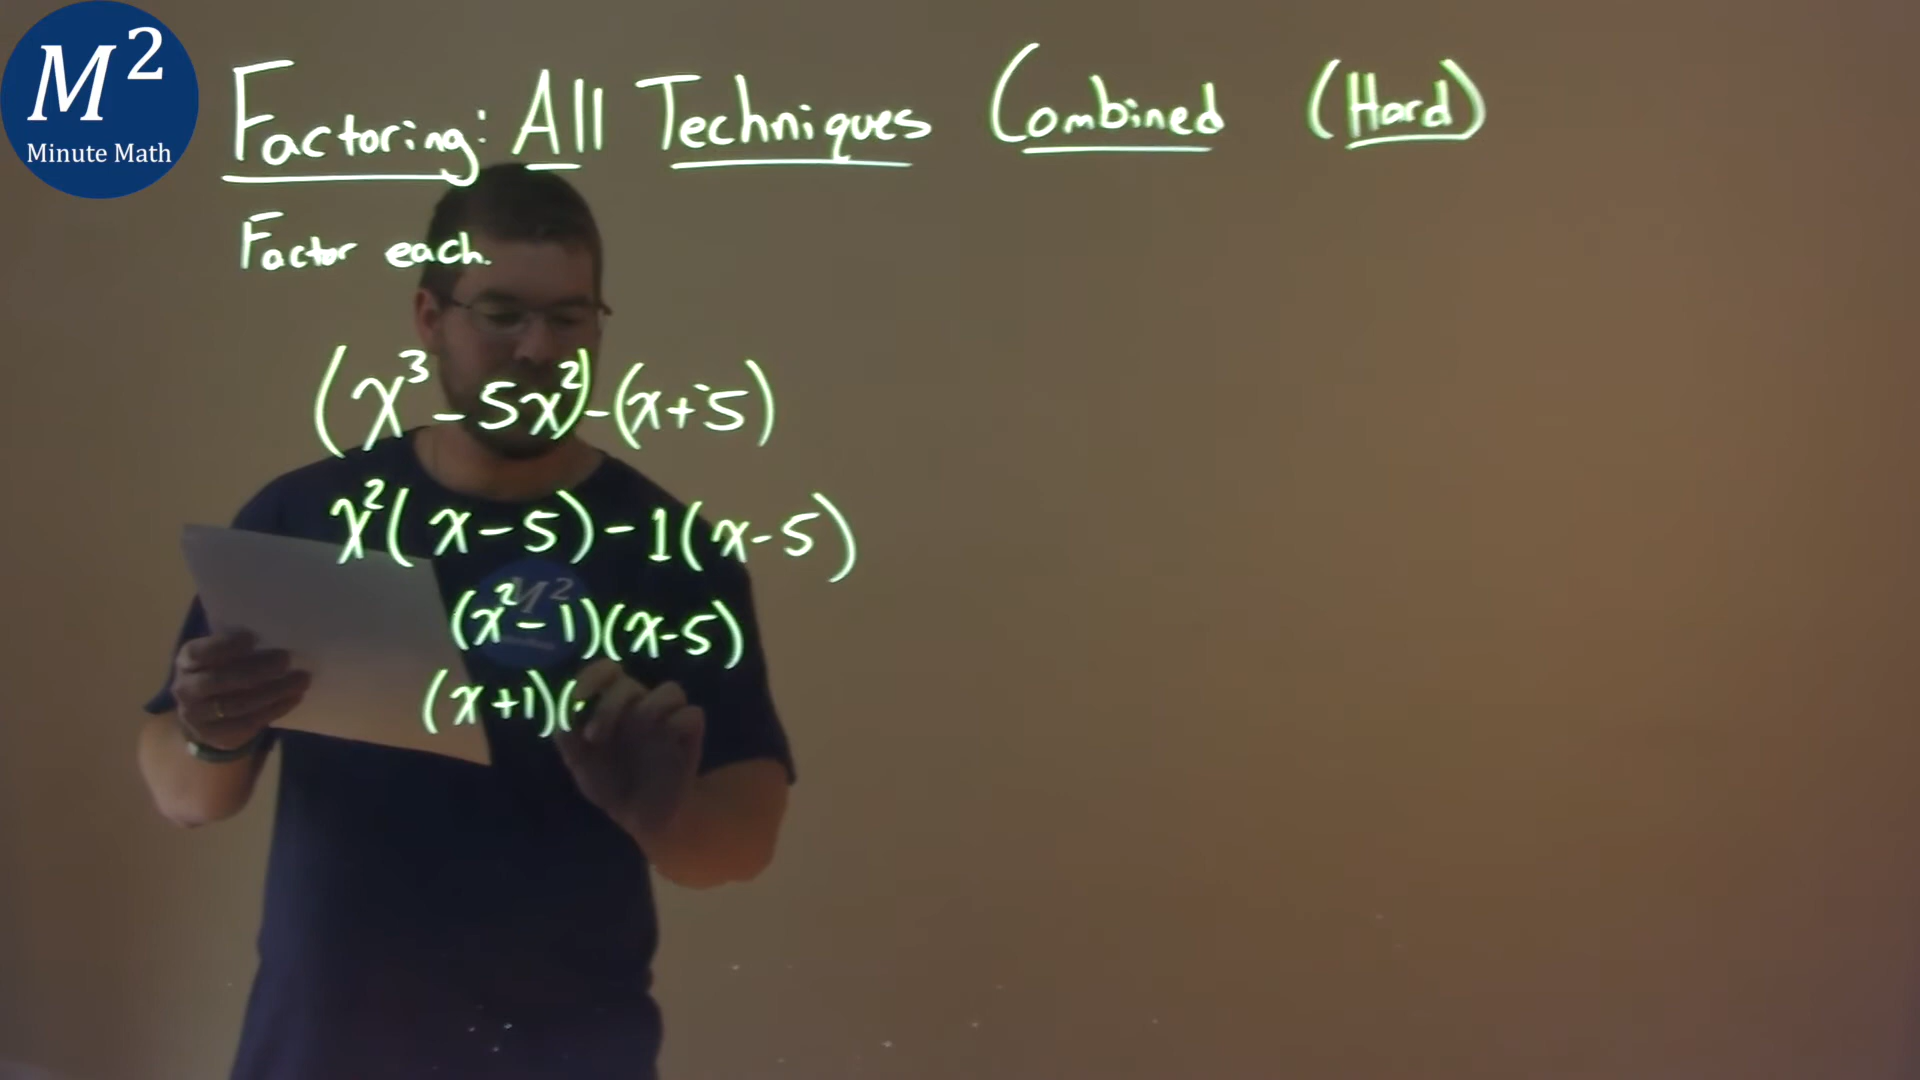 M²
Minute Math
Factoring: All Techniques Combined (Hard)
Factor each.
(x³ - 5x²) - (x + -5)
x²(x - 5) - 1(x - 5)
(x² - 1)(x - 5)
(x + 1)(